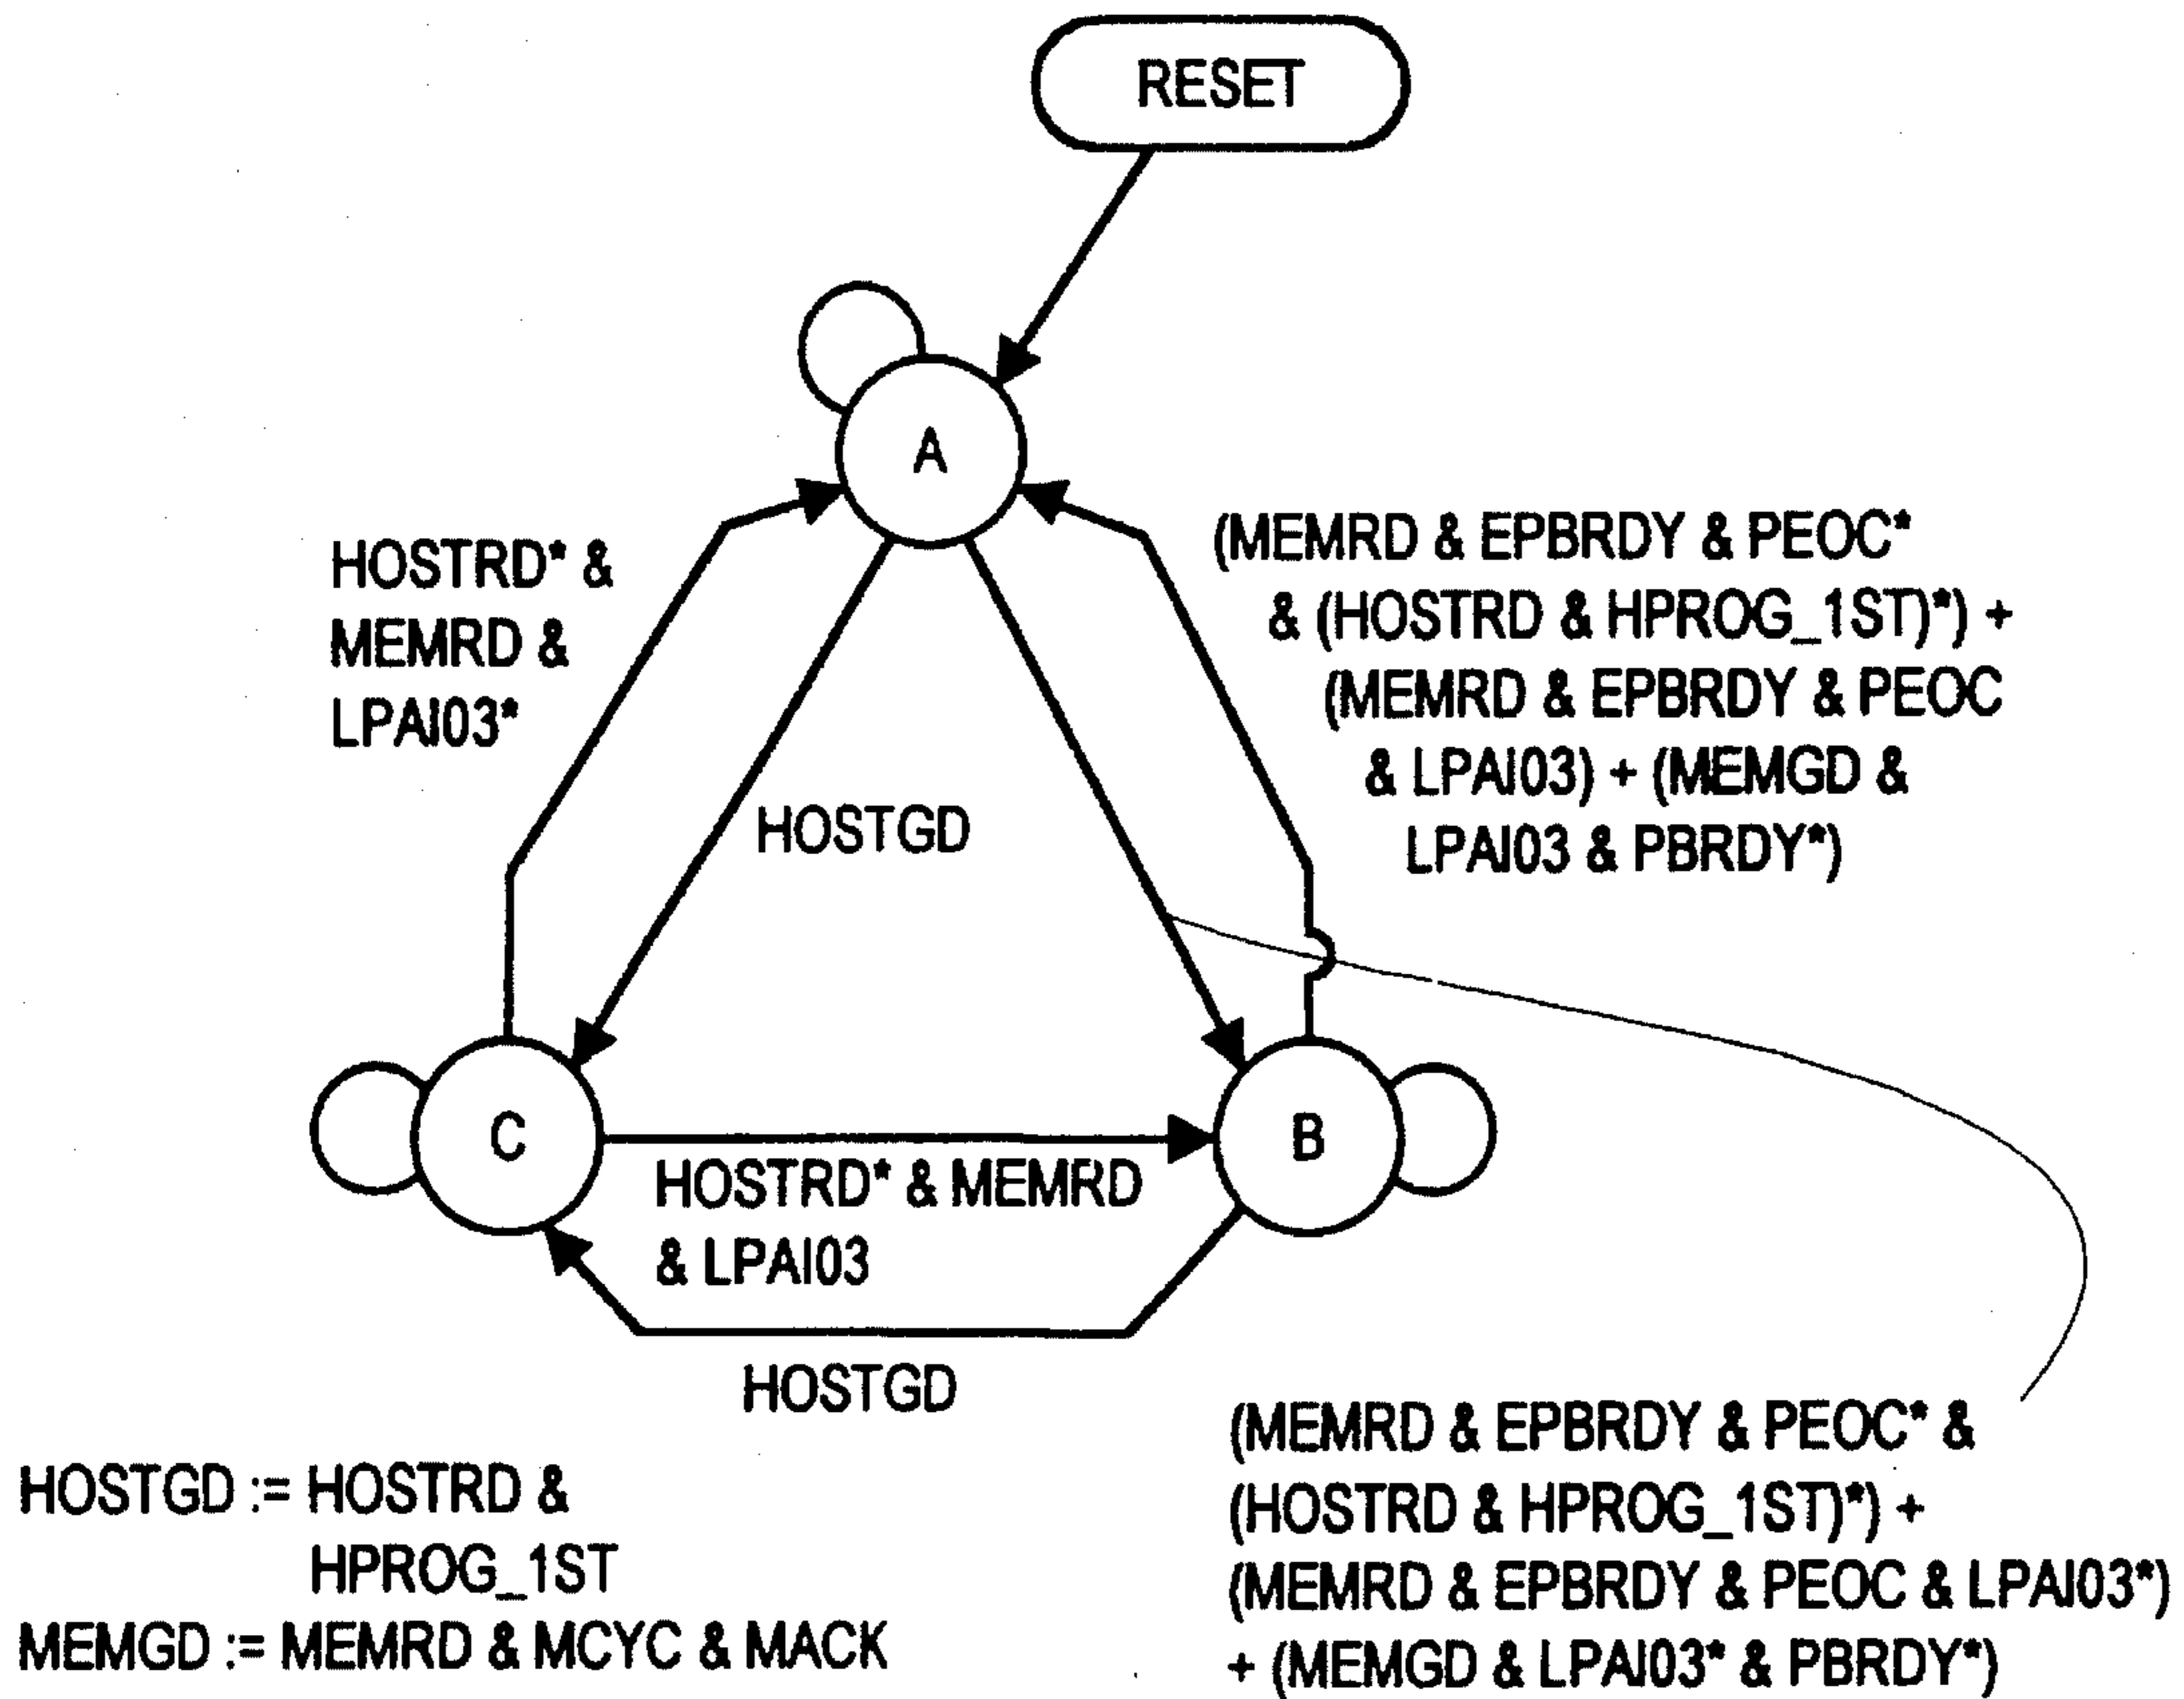 RESET
A
HOSTRD* &
MEMRD &
LPAI03*
(MEMRD & EPBRDY & PEOC*
& (HOSTRD & HPROG_1ST)*) +
(MEMRD & EPBRDY & PEOC
& LPAI03) + (MEMGD &
LPAI03 & PBRDY*)
HOSTGD
C
B
HOSTRD* & MEMRD
& LPAI03
HOSTGD
HOSTGD := HOSTRD &
HPROG_1ST
MEMGD := MEMRD & MCYC & MACK
(MEMRD & EPBRDY & PEOC* &
(HOSTRD & HPROG_1ST)*) +
(MEMRD & EPBRDY & PEOC & LPAI03*)
+ (MEMGD & LPAI03* & PBRDY*)